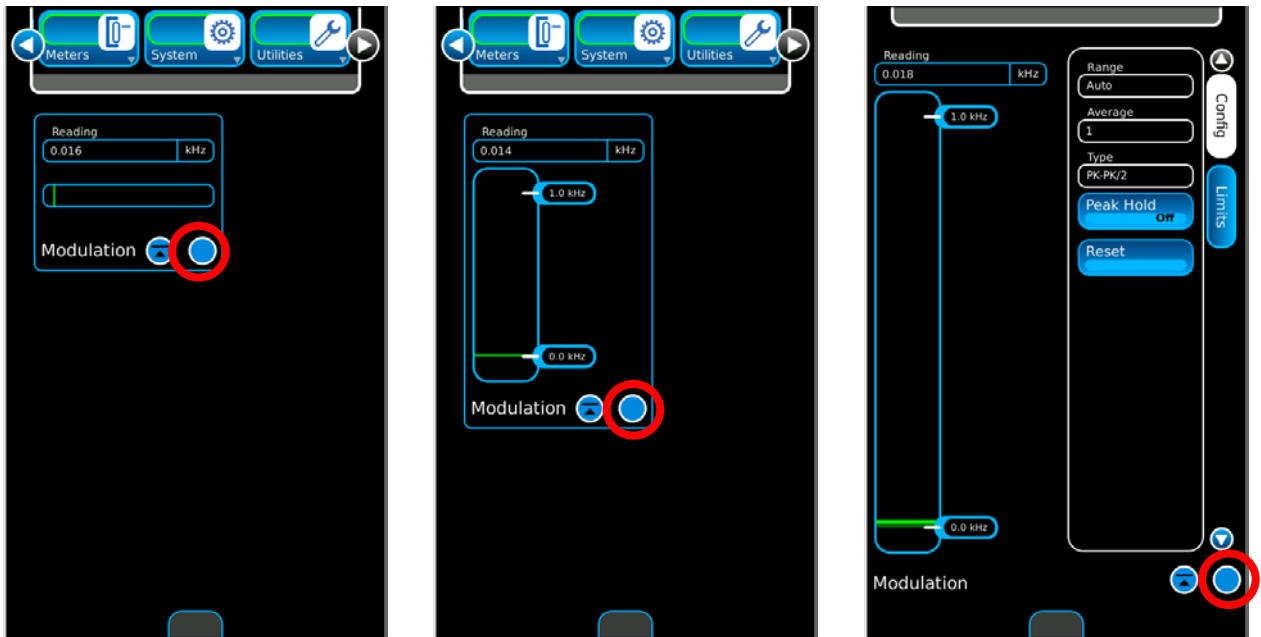 Meters System Utilities
Reading
0.016 kHz
Modulation
Meters System Utilities
Reading
0.014 kHz
1.0 kHz
0.0 kHz
Modulation
Reading
0.018 kHz
1.0 kHz
0.0 kHz
Range
Auto
Average
1
Type
PK-PK/2
Peak Hold
Off
Reset
Config
Limits
Modulation